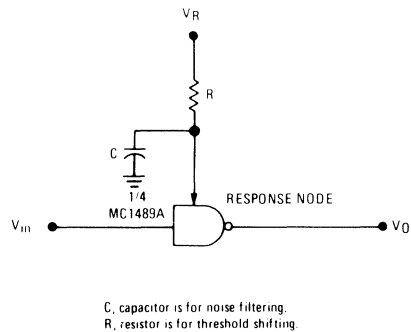 VR
R
C
1/4
MC1489A
RESPONSE NODE
Vin
VO
C, capacitor is for noise filtering.
R, resistor is for threshold shifting.